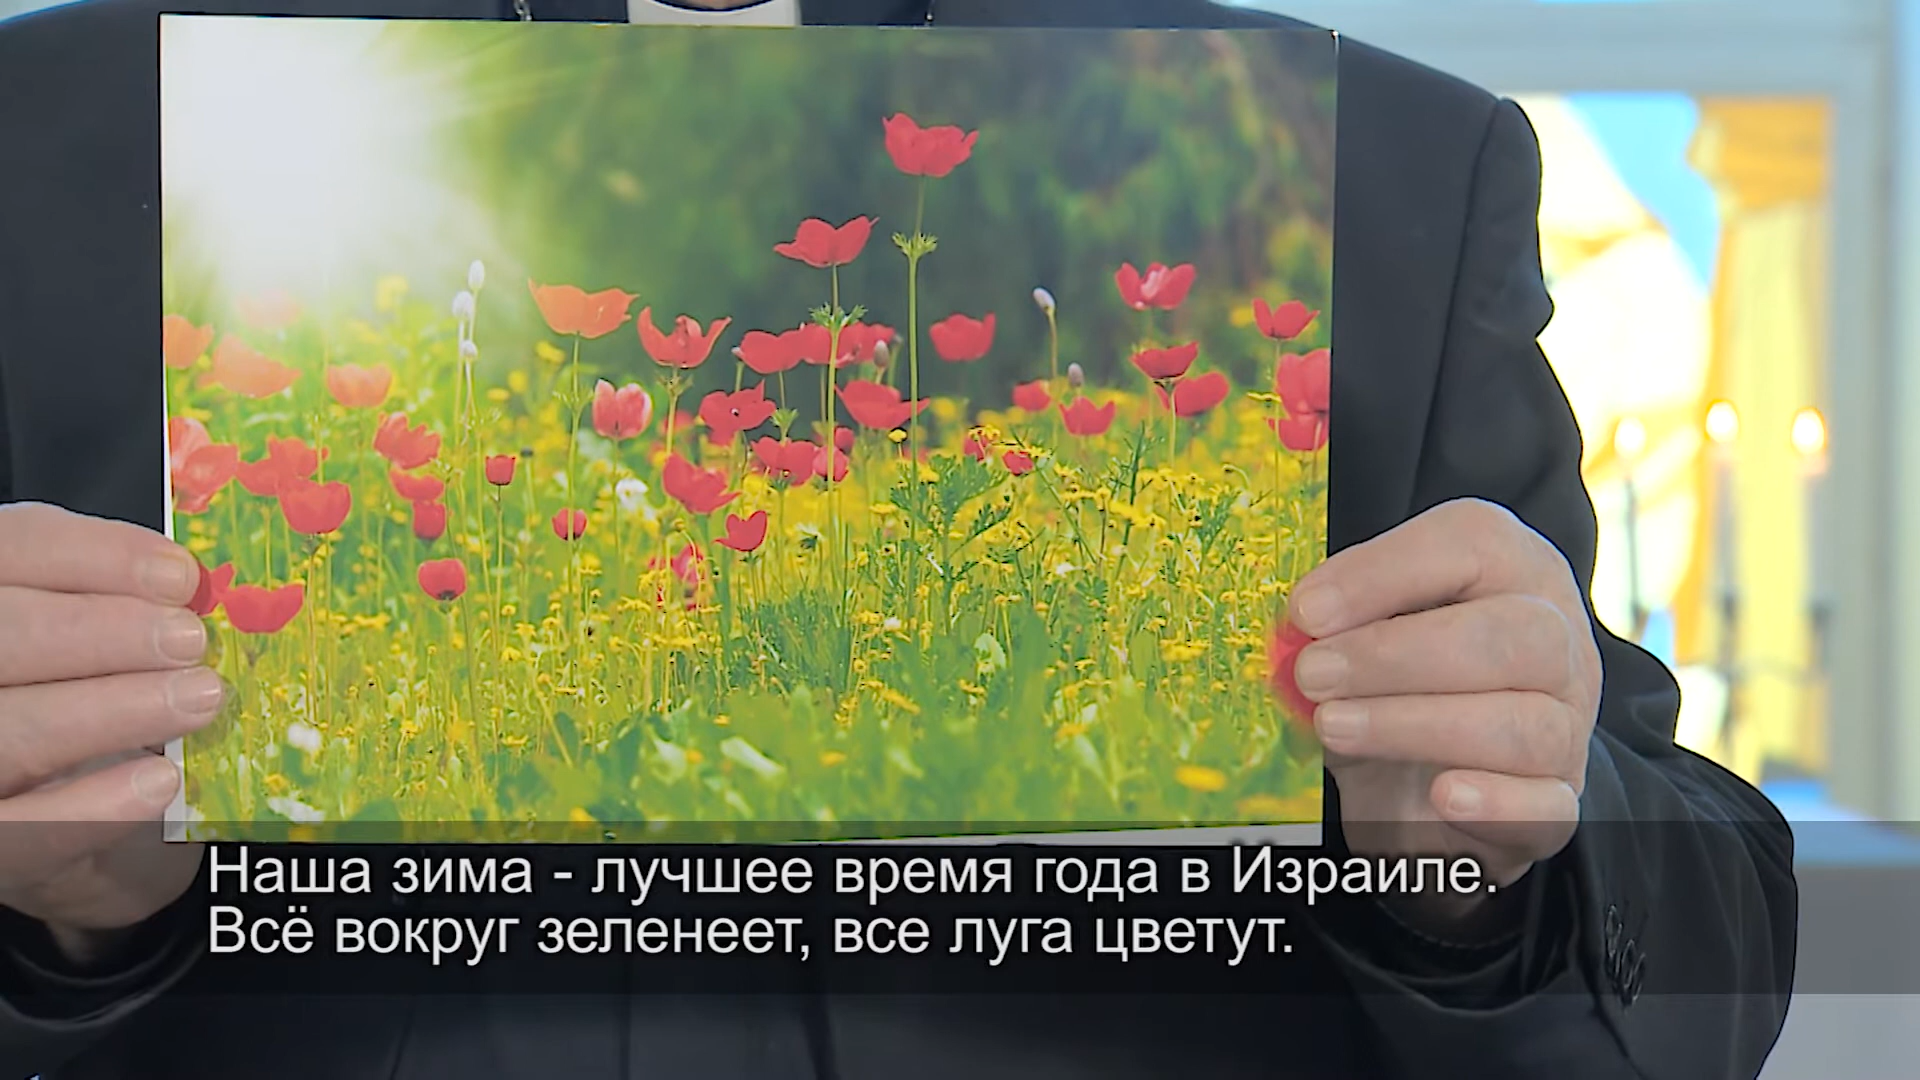 Наша зима - лучшее время года в Израиле.
Всё вокруг зеленеет, все луга цветут.